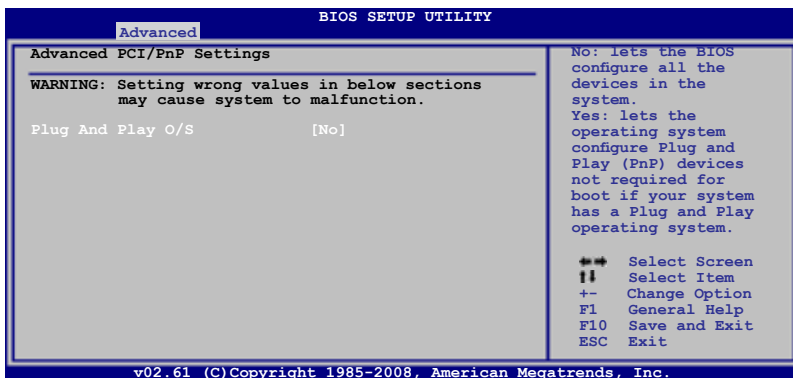 BIOS SETUP UTILITY
Advanced
Advanced PCI/PnP Settings
WARNING: Setting wrong values in below sections
may cause system to malfunction.
Plug And Play O/S [No]
No: lets the BIOS
configure all the
devices in the
system.
Yes: lets the
operating system
configure Plug and
Play (PnP) devices
not required for
boot if your system
has a Plug and Play
operating system.
←→ Select Screen
↑↓ Select Item
+- Change Option
F1 General Help
F10 Save and Exit
ESC Exit
v02.61 (C)Copyright 1985-2008, American Megatrends, Inc.